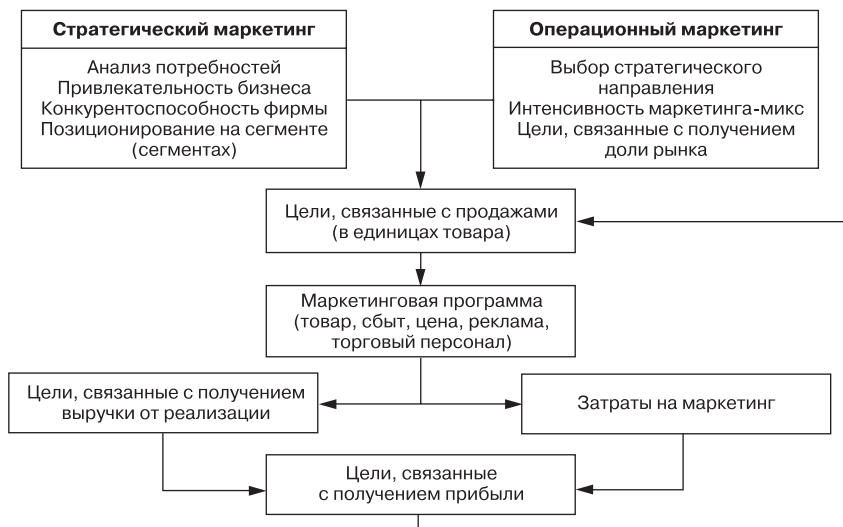 Стратегический маркетинг
Анализ потребностей
Привлекательность бизнеса
Конкурентоспособность фирмы
Позиционирование на сегменте
(сегментах)
Операционный маркетинг
Выбор стратегического
направления
Интенсивность маркетинга-микс
Цели, связанные с получением
доли рынка
Цели, связанные с продажами
(в единицах товара)
Маркетинговая программа
(товар, сбыт, цена, реклама,
торговый персонал)
Цели, связанные с получением
выручки от реализации
Затраты на маркетинг
Цели, связанные
с получением прибыли